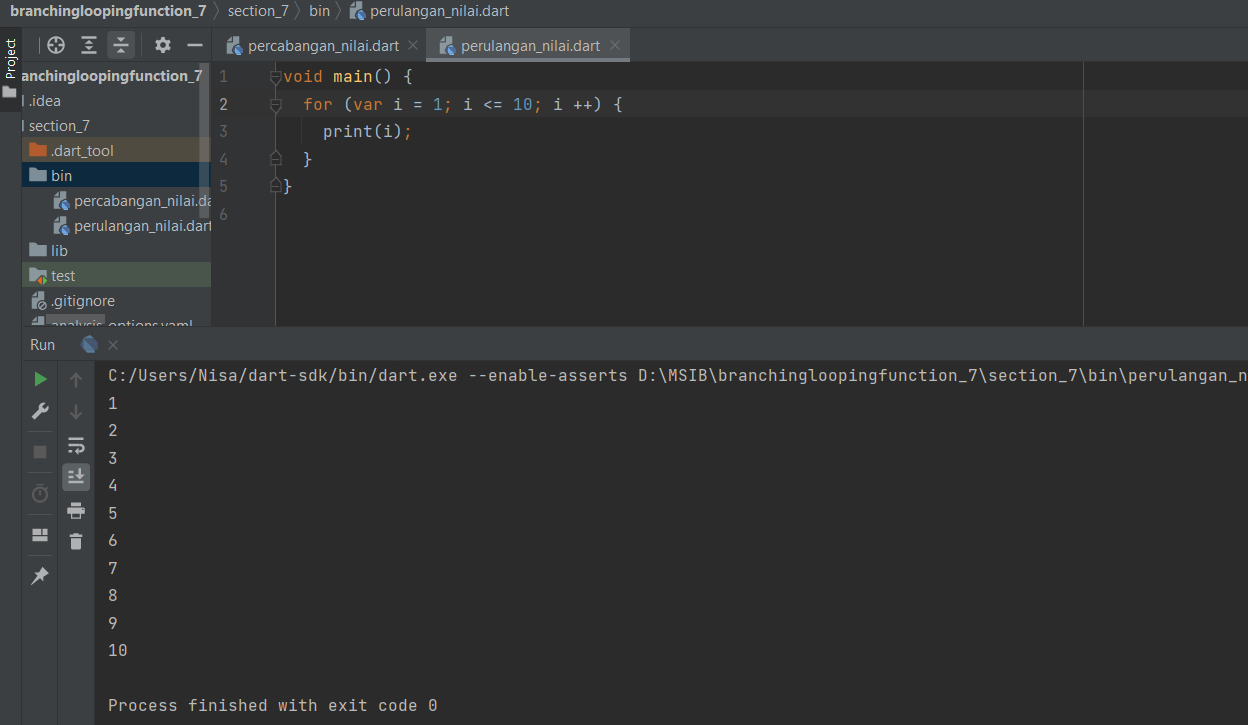 branchingloopingfunction_7 section_7 bin perulangan_nilai.dart
Project
percabangan_nilai.dart
perulangan_nilai.dart
anchingloopingfunction_7
.idea
section_7
.dart_tool
bin
percabangan_nilai.da
perulangan_nilai.dart
lib
test
.gitignore
analysis_options.yaml
1 void main() {
2 for (var i = 1; i <= 10; i ++) {
3 print(i);
4 }
5 }
6
Run
C:/Users/Nisa/dart-sdk/bin/dart.exe --enable-asserts D:\MSIB\branchingloopingfunction_7\section_7\bin\perulangan_n
1
2
3
4
5
6
7
8
9
10
Process finished with exit code 0